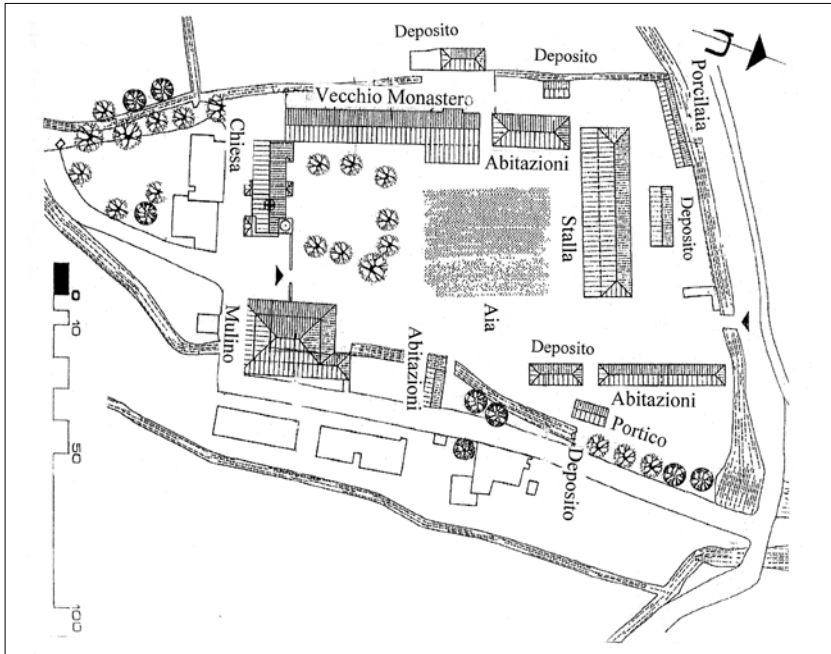 Deposito
Deposito
Porcilaia
Vecchio Monastero
Chiesa
Abitazioni
Stalla
Deposito
Aia
Mulino
Abitazioni
Deposito
Abitazioni
Portico
Deposito
0
10
50
100